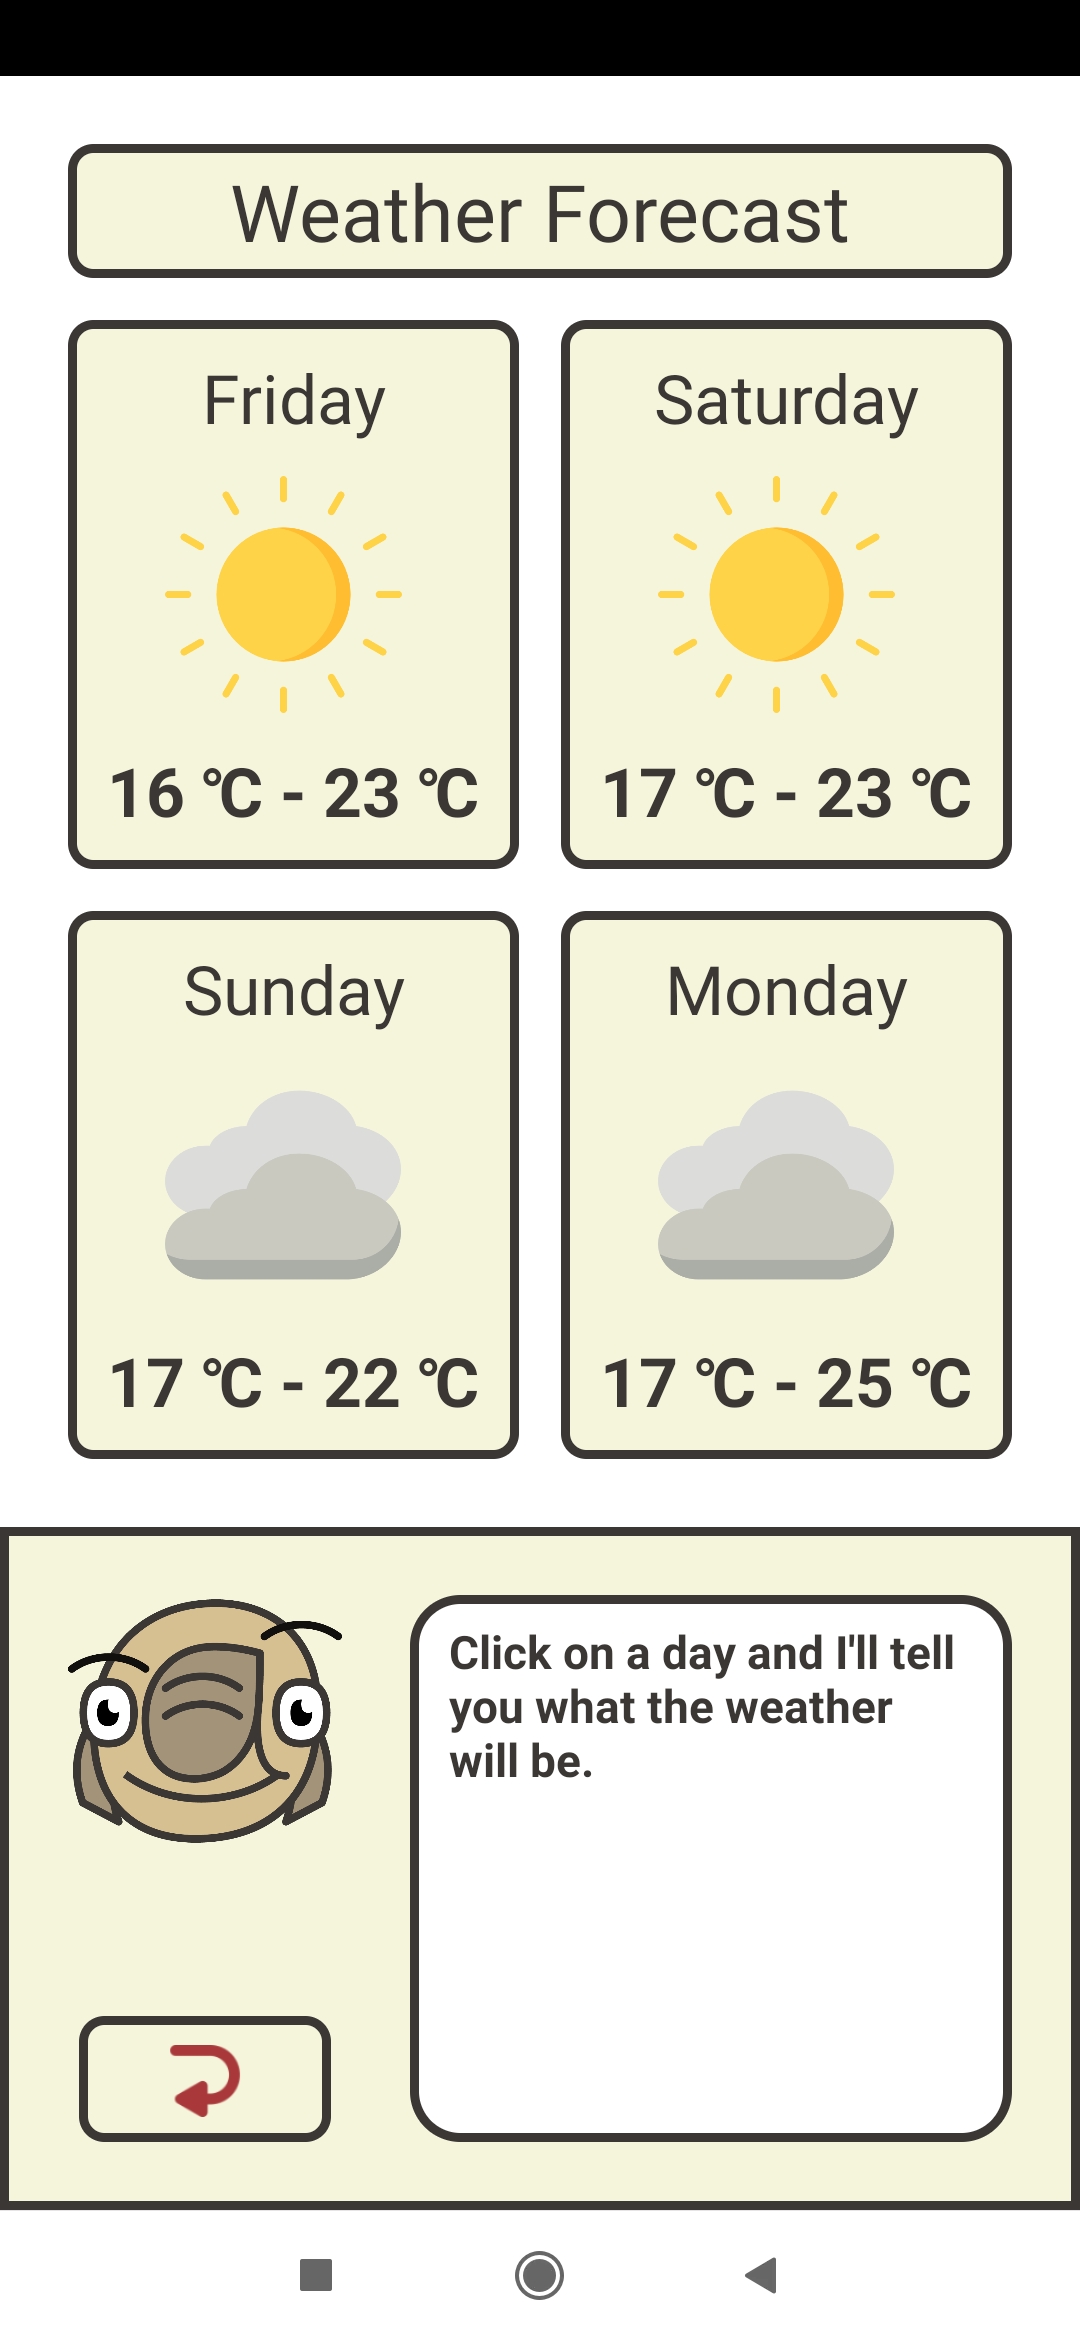 Weather Forecast
Friday
16 °C - 23 °C
Saturday
17 °C - 23 °C
Sunday
17 °C - 22 °C
Monday
17 °C - 25 °C
Click on a day and I'll tell
you what the weather
will be.